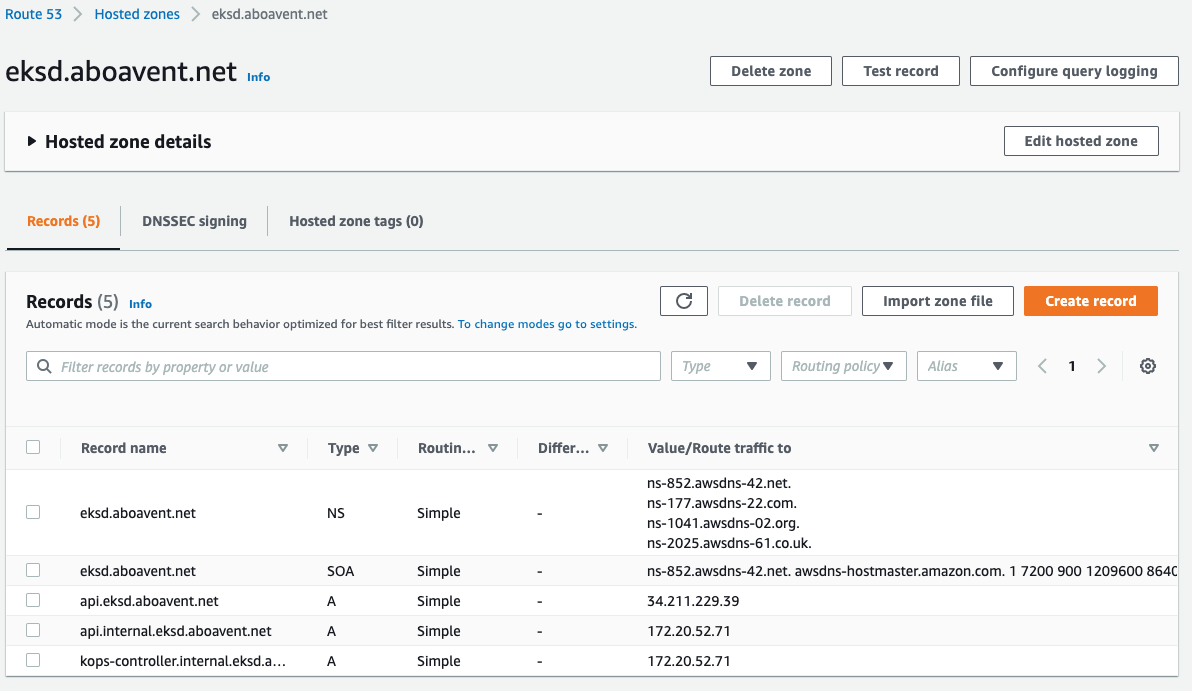 Route 53 Hosted zones eksd.aboavent.net
eksd.aboavent.net Info
Delete zone Test record Configure query logging
Hosted zone details
Edit hosted zone
Records (5) DNSSEC signing Hosted zone tags (0)
Records (5) Info
Automatic mode is the current search behavior optimized for best filter results. To change modes go to settings.
Delete record Import zone file Create record
Filter records by property or value Type Routing policy Alias 1
Record name Type Routin... Differ... Value/Route traffic to
eksd.aboavent.net NS Simple - ns-852.awsdns-42.net.
ns-177.awsdns-22.com.
ns-1041.awsdns-02.org.
ns-2025.awsdns-61.co.uk.
eksd.aboavent.net SOA Simple - ns-852.awsdns-42.net. awsdns-hostmaster.amazon.com. 1 7200 900 1209600 8640
api.eksd.aboavent.net A Simple - 34.211.229.39
api.internal.eksd.aboavent.net A Simple - 172.20.52.71
kops-controller.internal.eksd.a... A Simple - 172.20.52.71